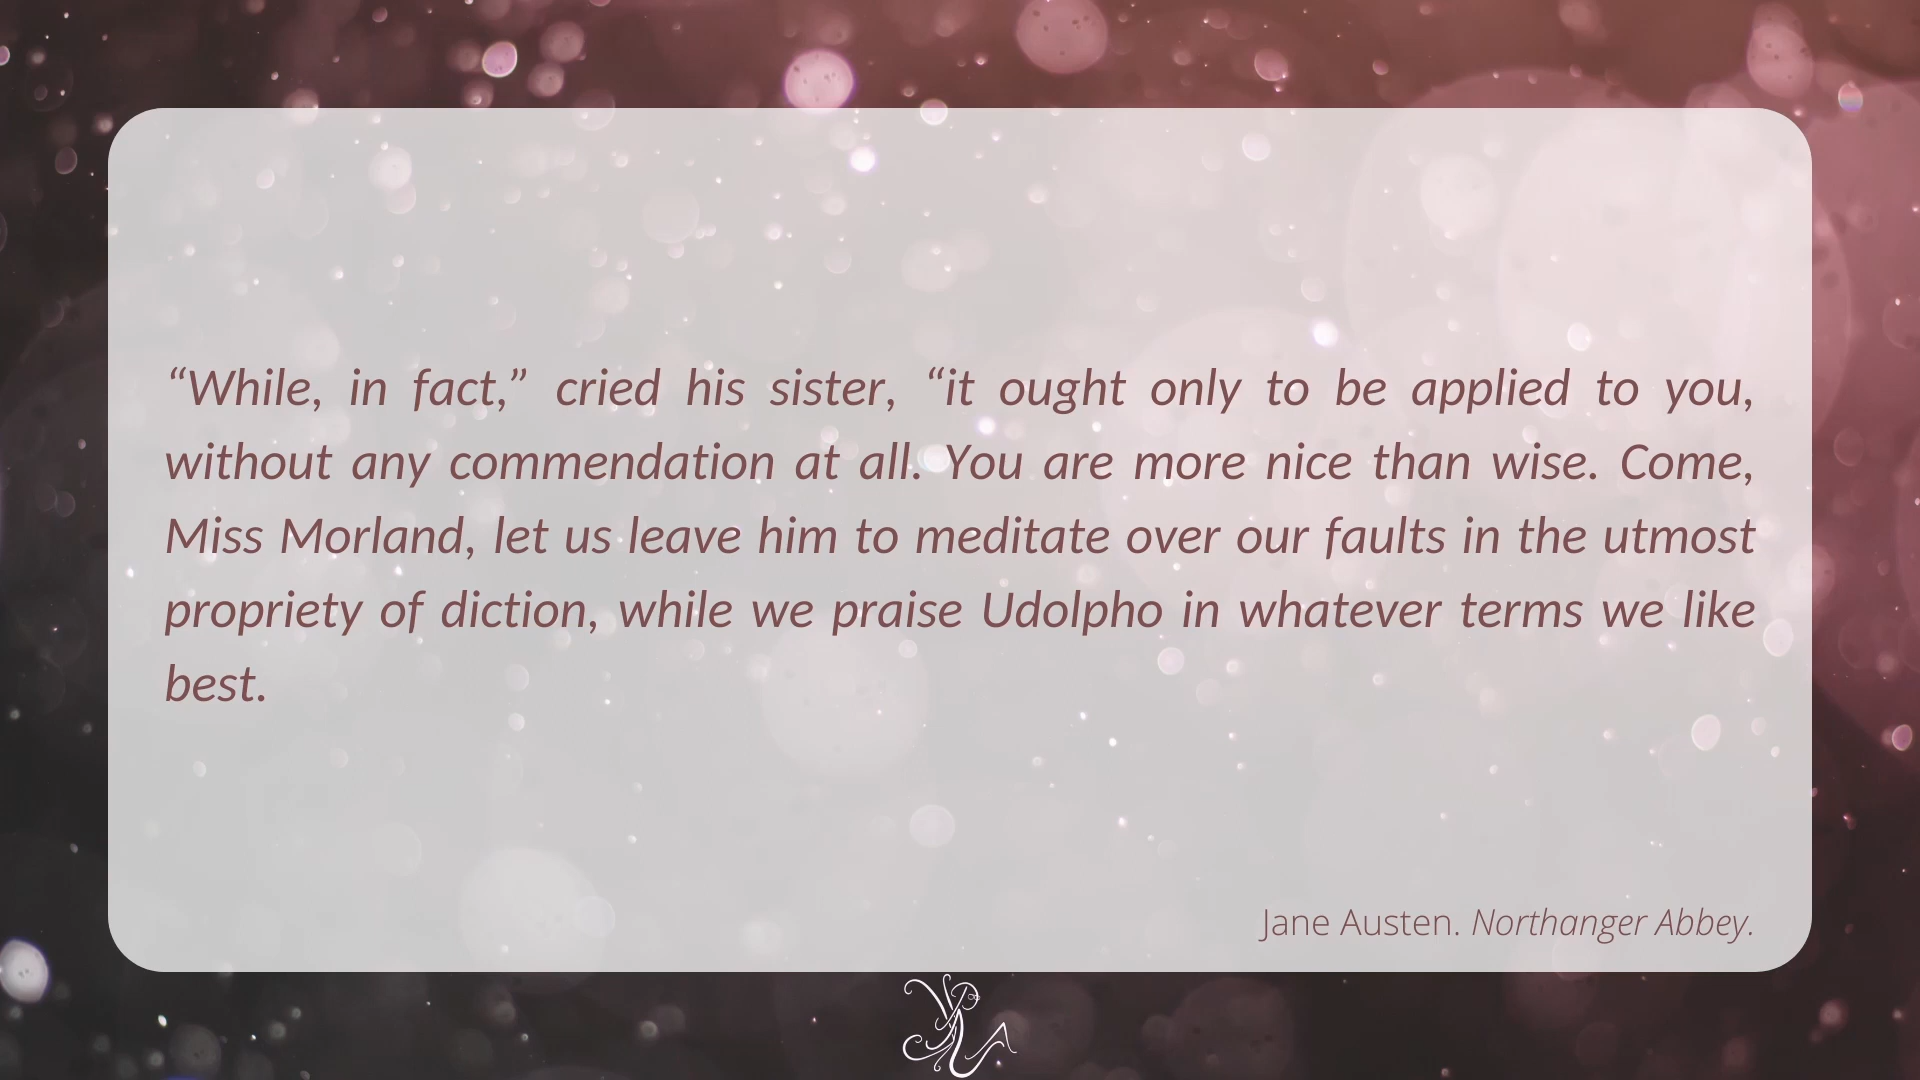 “While, in fact,” cried his sister, “it ought only to be applied to you,
without any commendation at all. You are more nice than wise. Come,
Miss Morland, let us leave him to meditate over our faults in the utmost
propriety of diction, while we praise Udolpho in whatever terms we like
best.
Jane Austen. Northanger Abbey.